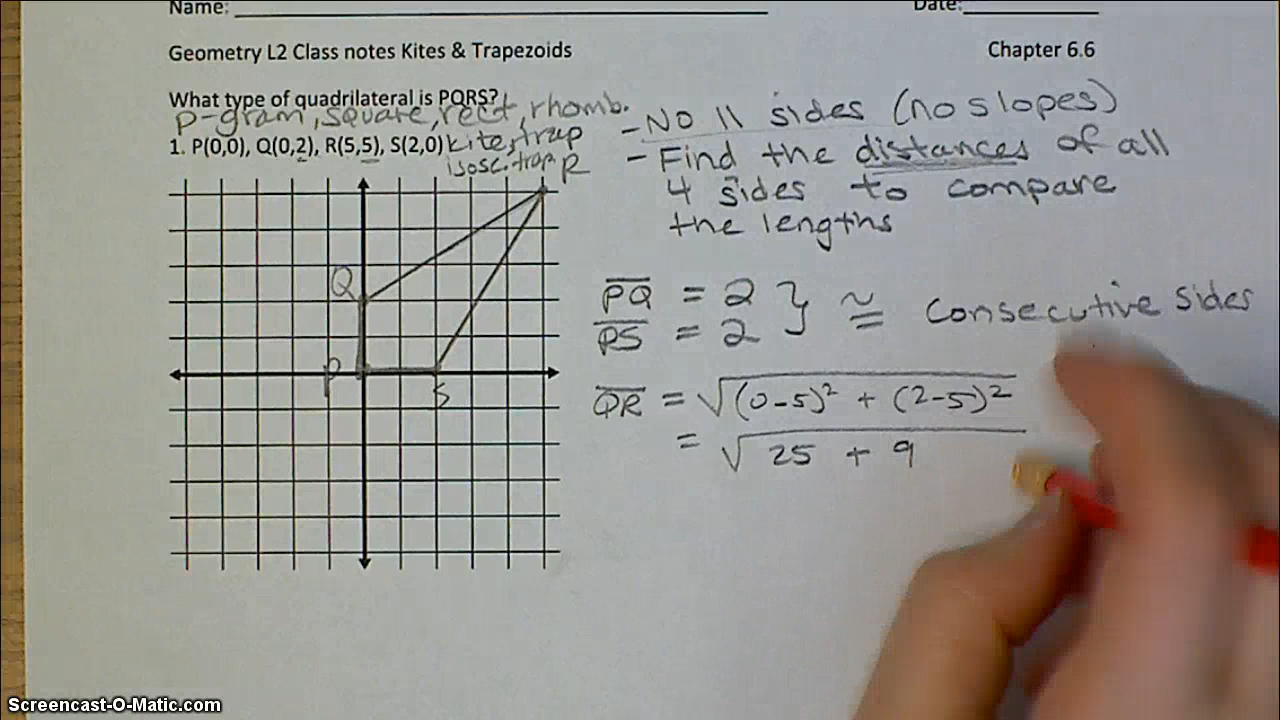 Name: Date:
Geometry L2 Class notes Kites & Trapezoids Chapter 6.6
What type of quadrilateral is PQRS?
p-gram, square, rect, rhomb.
1. P(0,0), Q(0,2), R(5,5), S(2,0) kite, trap
isosc. trap
- No || sides (no slopes)
- Find the distances of all
4 sides to compare
the lengths
R
Q
P
S
PQ = 2
PS = 2 } ≅ consecutive sides
QR = √(0-5)² + (2-5)²
= √25 + 9
Screencast-O-Matic.com